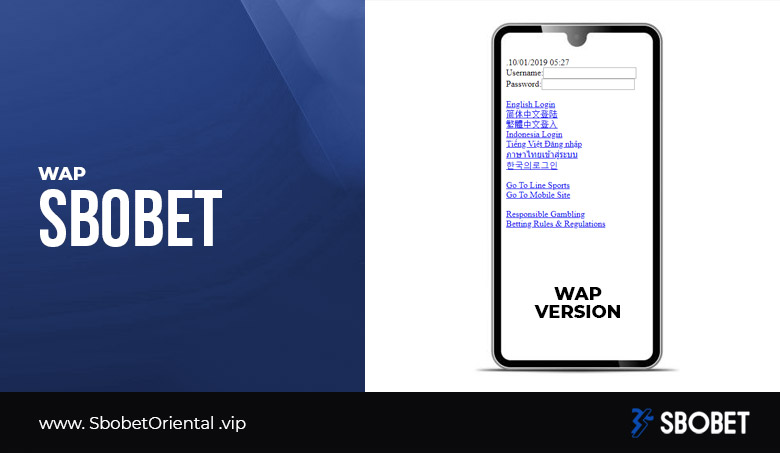 WAP
SBOBET
.10/01/2019 05:27
Username:
Password:
English Login
简体中文登陆
繁體中文登入
Indonesia Login
Tiếng Việt Đăng nhập
ภาษาไทยเข้าสู่ระบบ
한국의로그인
Go To Line Sports
Go To Mobile Site
Responsible Gambling
Betting Rules & Regulations
WAP
VERSION
www. SbobetOriental .vip
SBOBET